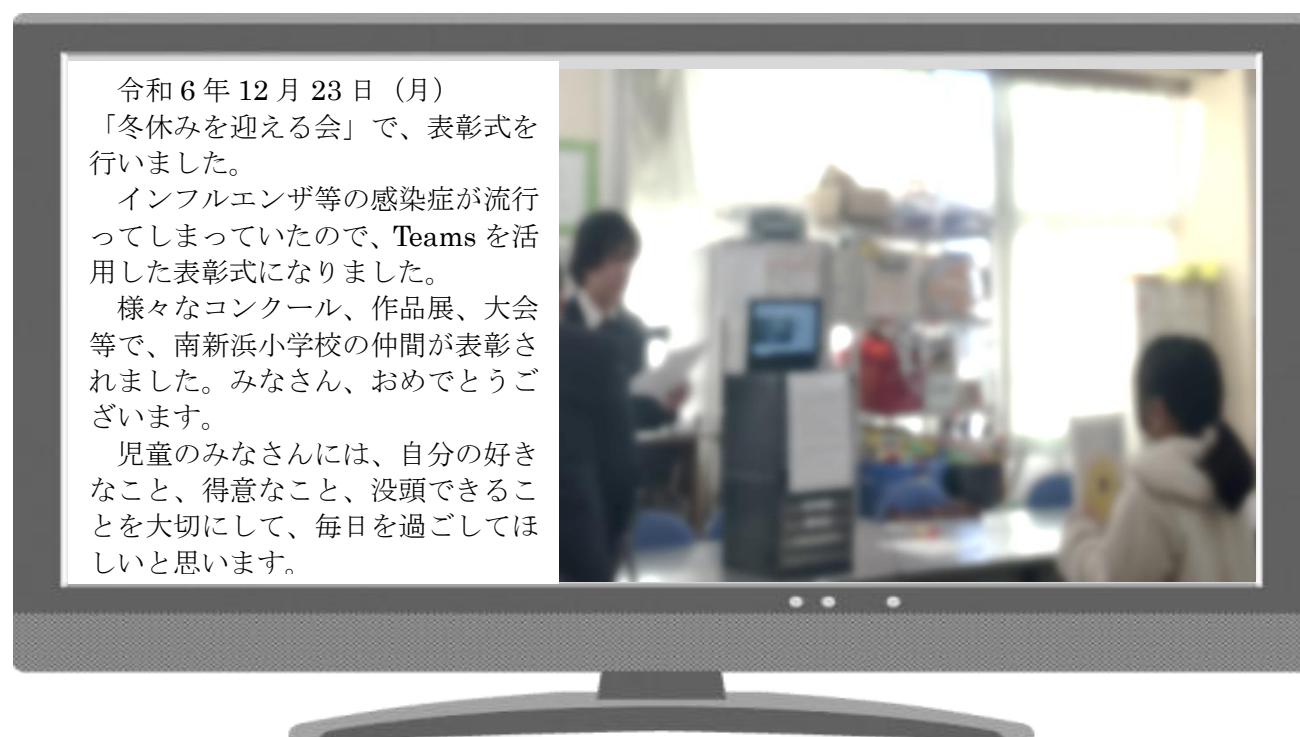 令和6年12月23日（月）
「冬休みを迎える会」で、表彰式を
行いました。
インフルエンザ等の感染症が流行
ってしまっていたので、Teamsを活
用した表彰式になりました。
様々なコンクール、作品展、大会
等で、南新浜小学校の仲間が表彰さ
れました。みなさん、おめでとうご
ざいます。
児童のみなさんには、自分の好き
なこと、得意なこと、没頭できるこ
とを大切にして、毎日を過ごしてほ
しいと思います。